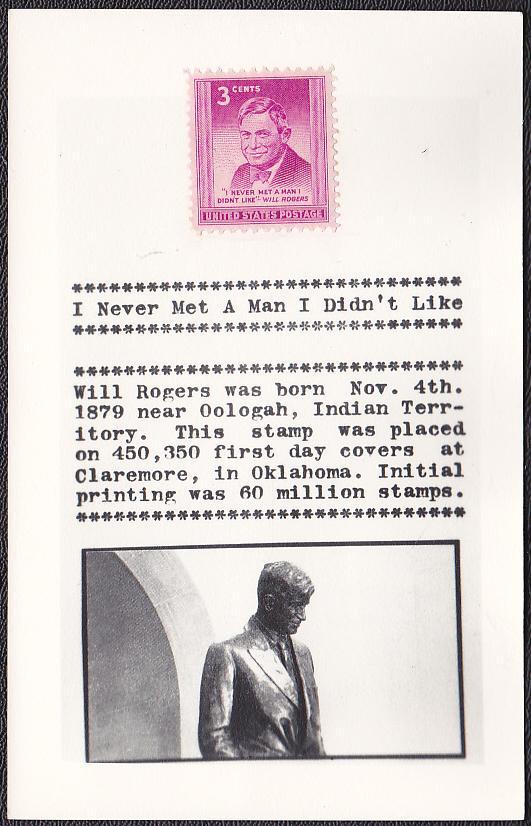 3 CENTS
"I NEVER MET A MAN I
DIDN'T LIKE" - WILL ROGERS
UNITED STATES POSTAGE
*******************************
I Never Met A Man I Didn't Like
*******************************
*******************************
Will Rogers was born Nov. 4th.
1879 near Oologah, Indian Terr-
itory. This stamp was placed
on 450,350 first day covers at
Claremore, in Oklahoma. Initial
printing was 60 million stamps.
*******************************